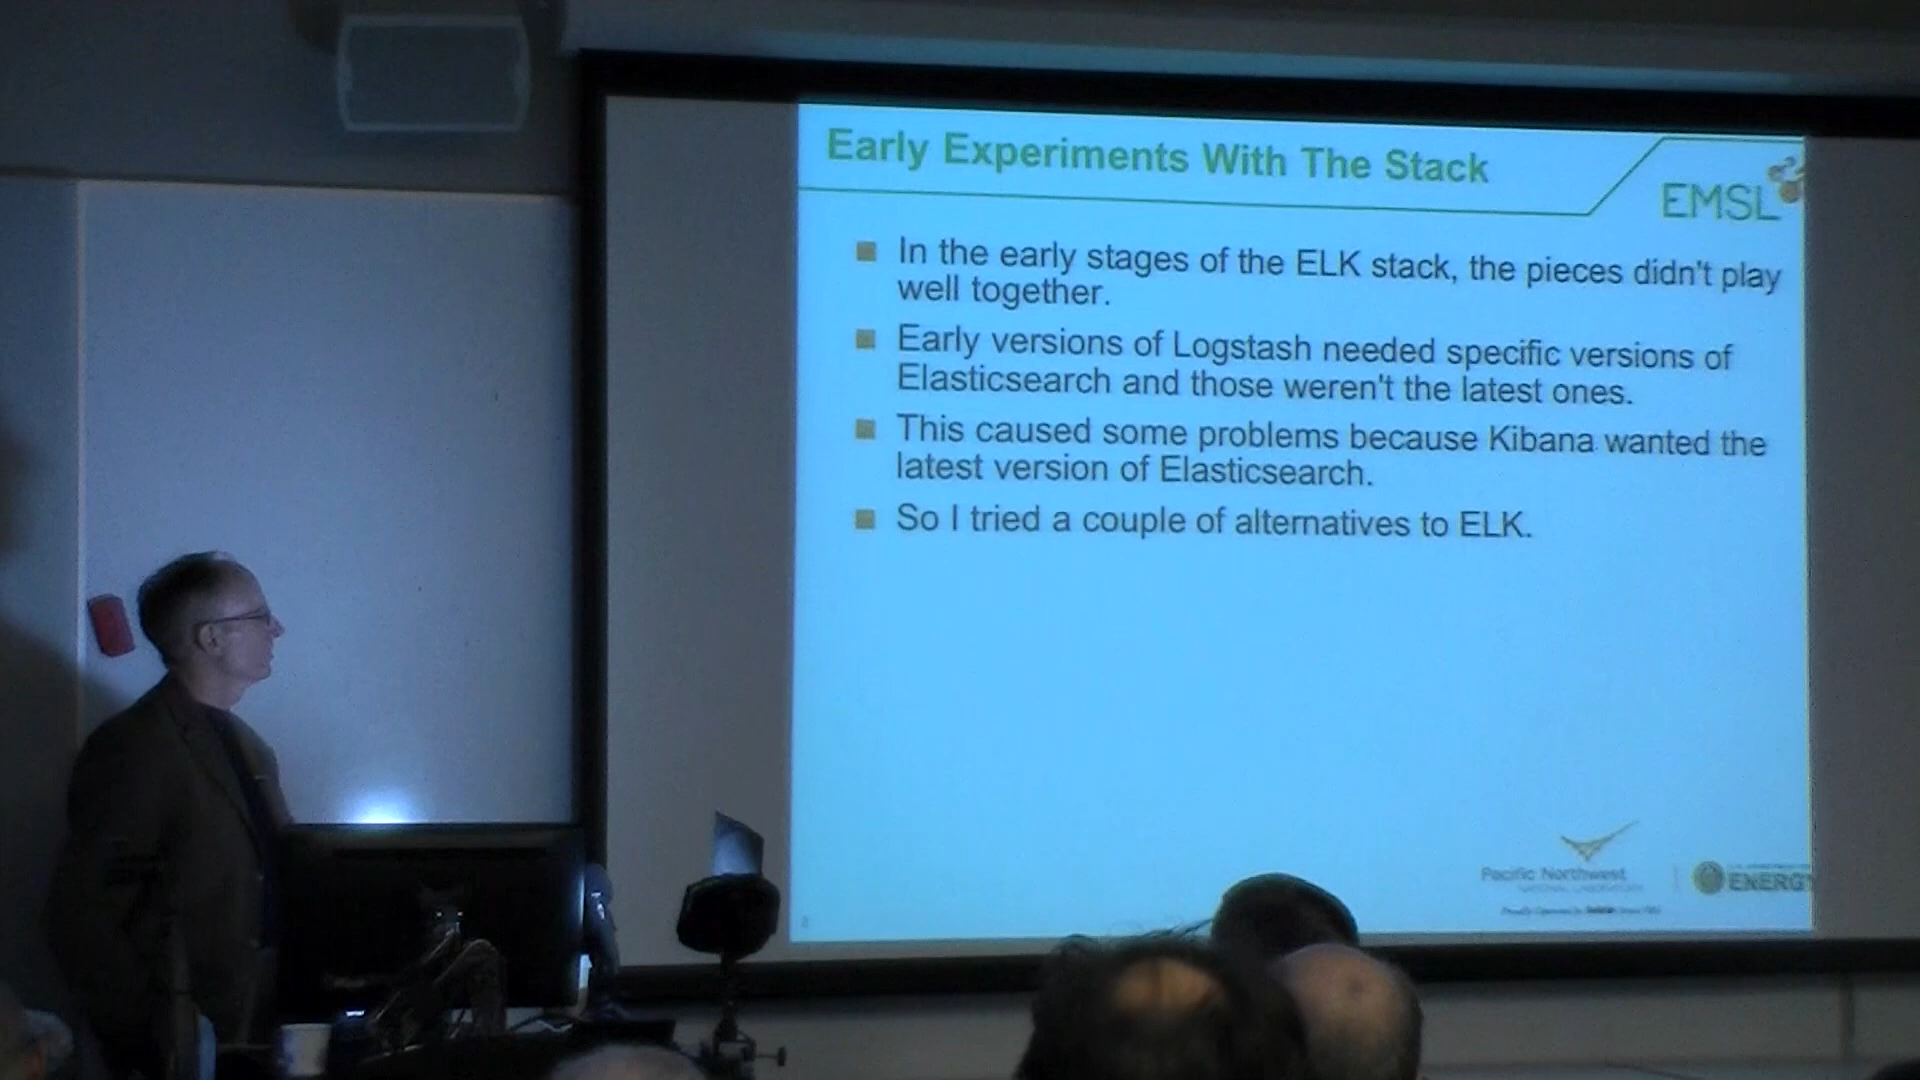 Early Experiments With The Stack
EMSL
In the early stages of the ELK stack, the pieces didn't play
well together.
Early versions of Logstash needed specific versions of
Elasticsearch and those weren't the latest ones.
This caused some problems because Kibana wanted the
latest version of Elasticsearch.
So I tried a couple of alternatives to ELK.
Pacific Northwest
NATIONAL LABORATORY
ENERGY